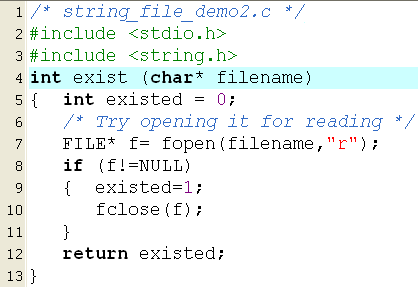 1 /* string_file_demo2.c */
2 #include <stdio.h>
3 #include <string.h>
4 int exist (char* filename)
5 {  int existed = 0;
6    /* Try opening it for reading */
7    FILE* f= fopen(filename,"r");
8    if (f!=NULL)
9    {  existed=1;
10      fclose(f);
11   }
12   return existed;
13 }